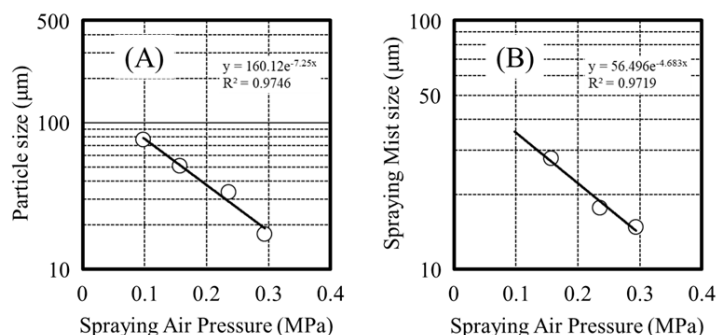 500
100
10
Particle size (µm)
(A)
y = 160.12e^-7.25x
R² = 0.9746
0 0.1 0.2 0.3 0.4
Spraying Air Pressure (MPa)
100
50
10
Spraying Mist size (µm)
(B)
y = 56.496e^-4.683x
R² = 0.9719
0 0.1 0.2 0.3 0.4
Spraying Air Pressure (MPa)